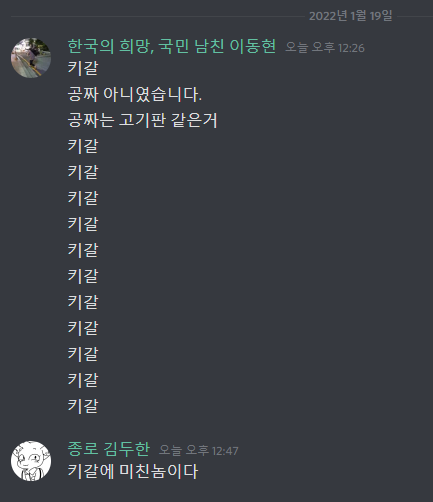 2022년 1월 19일
한국의 희망, 국민 남친 이동현 오늘 오후 12:26
키갈
공짜 아니였습니다.
공짜는 고기판 같은거
키갈
키갈
키갈
키갈
키갈
키갈
키갈
키갈
키갈
키갈
키갈
종로 김두한 오늘 오후 12:47
키갈에 미친놈이다